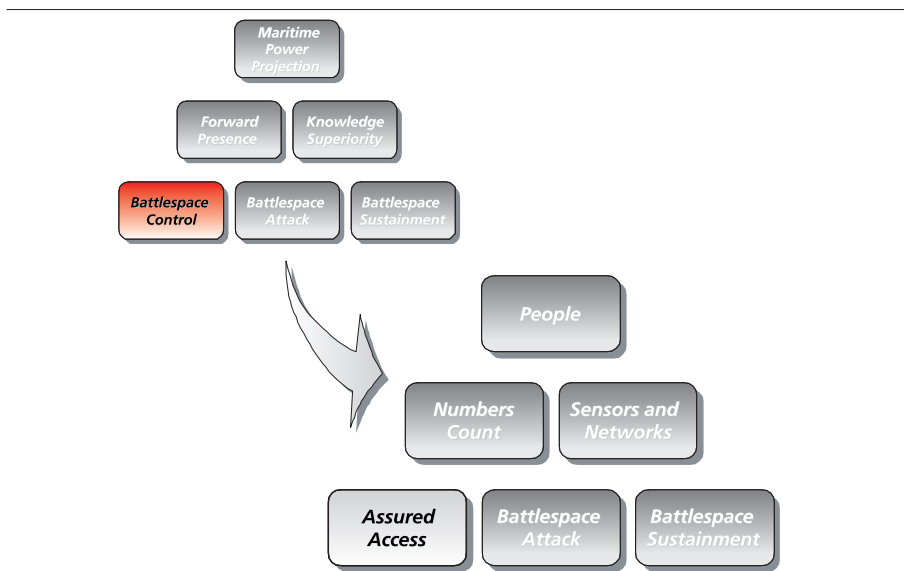 Maritime
Power
Projection
Forward
Presence
Knowledge
Superiority
Battlespace
Control
Battlespace
Attack
Battlespace
Sustainment
People
Numbers
Count
Sensors and
Networks
Assured
Access
Battlespace
Attack
Battlespace
Sustainment